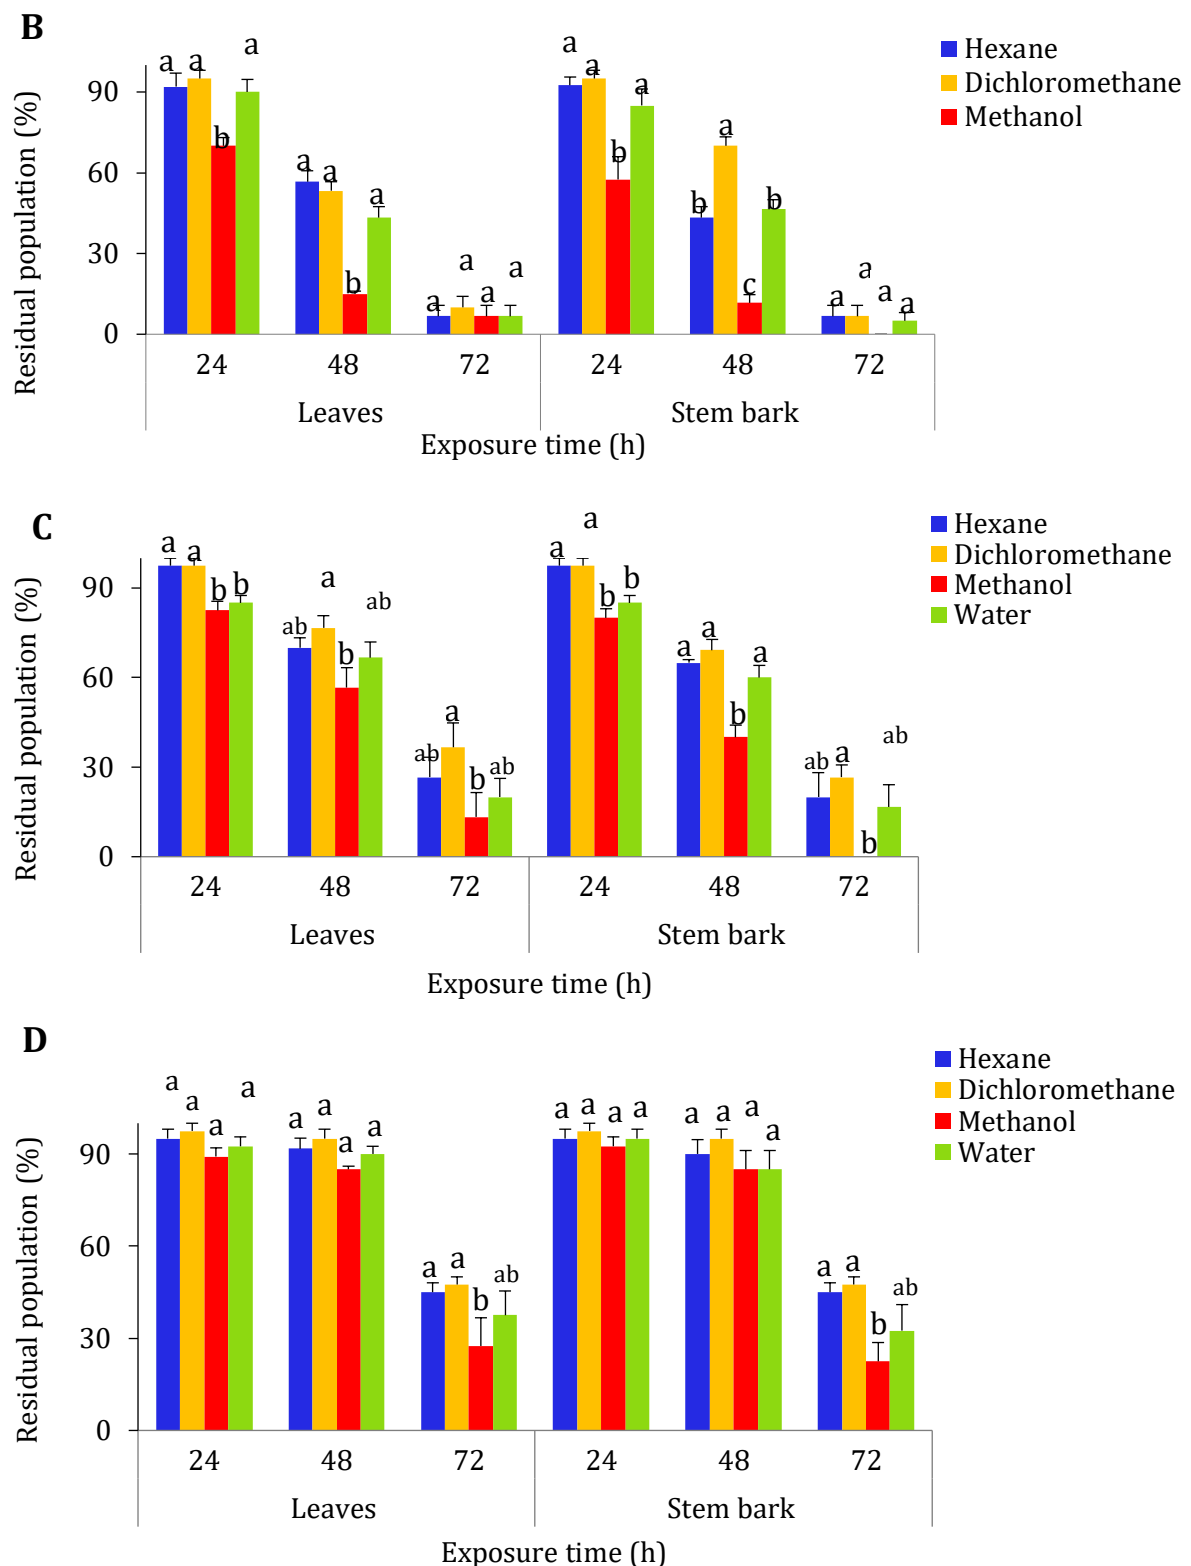 B
a a a a a a b a
Hexane
Dichloromethane
Methanol
90
60
30
0
Residual population (%)
a a b a
b a c b
a a a a
a a a a
24 48 72 24 48 72
Leaves Stem bark
Exposure time (h)
C
Hexane
Dichloromethane
Methanol
Water
90
60
30
0
Residual population (%)
a a b b
ab a b ab
ab a b ab
a a b b
a a b a
ab a b ab
24 48 72 24 48 72
Leaves Stem bark
Exposure time (h)
D
Hexane
Dichloromethane
Methanol
Water
90
60
30
0
Residual population (%)
a a a a
a a a a
a a b ab
a a a a
a a a a
a a b ab
24 48 72 24 48 72
Leaves Stem bark
Exposure time (h)